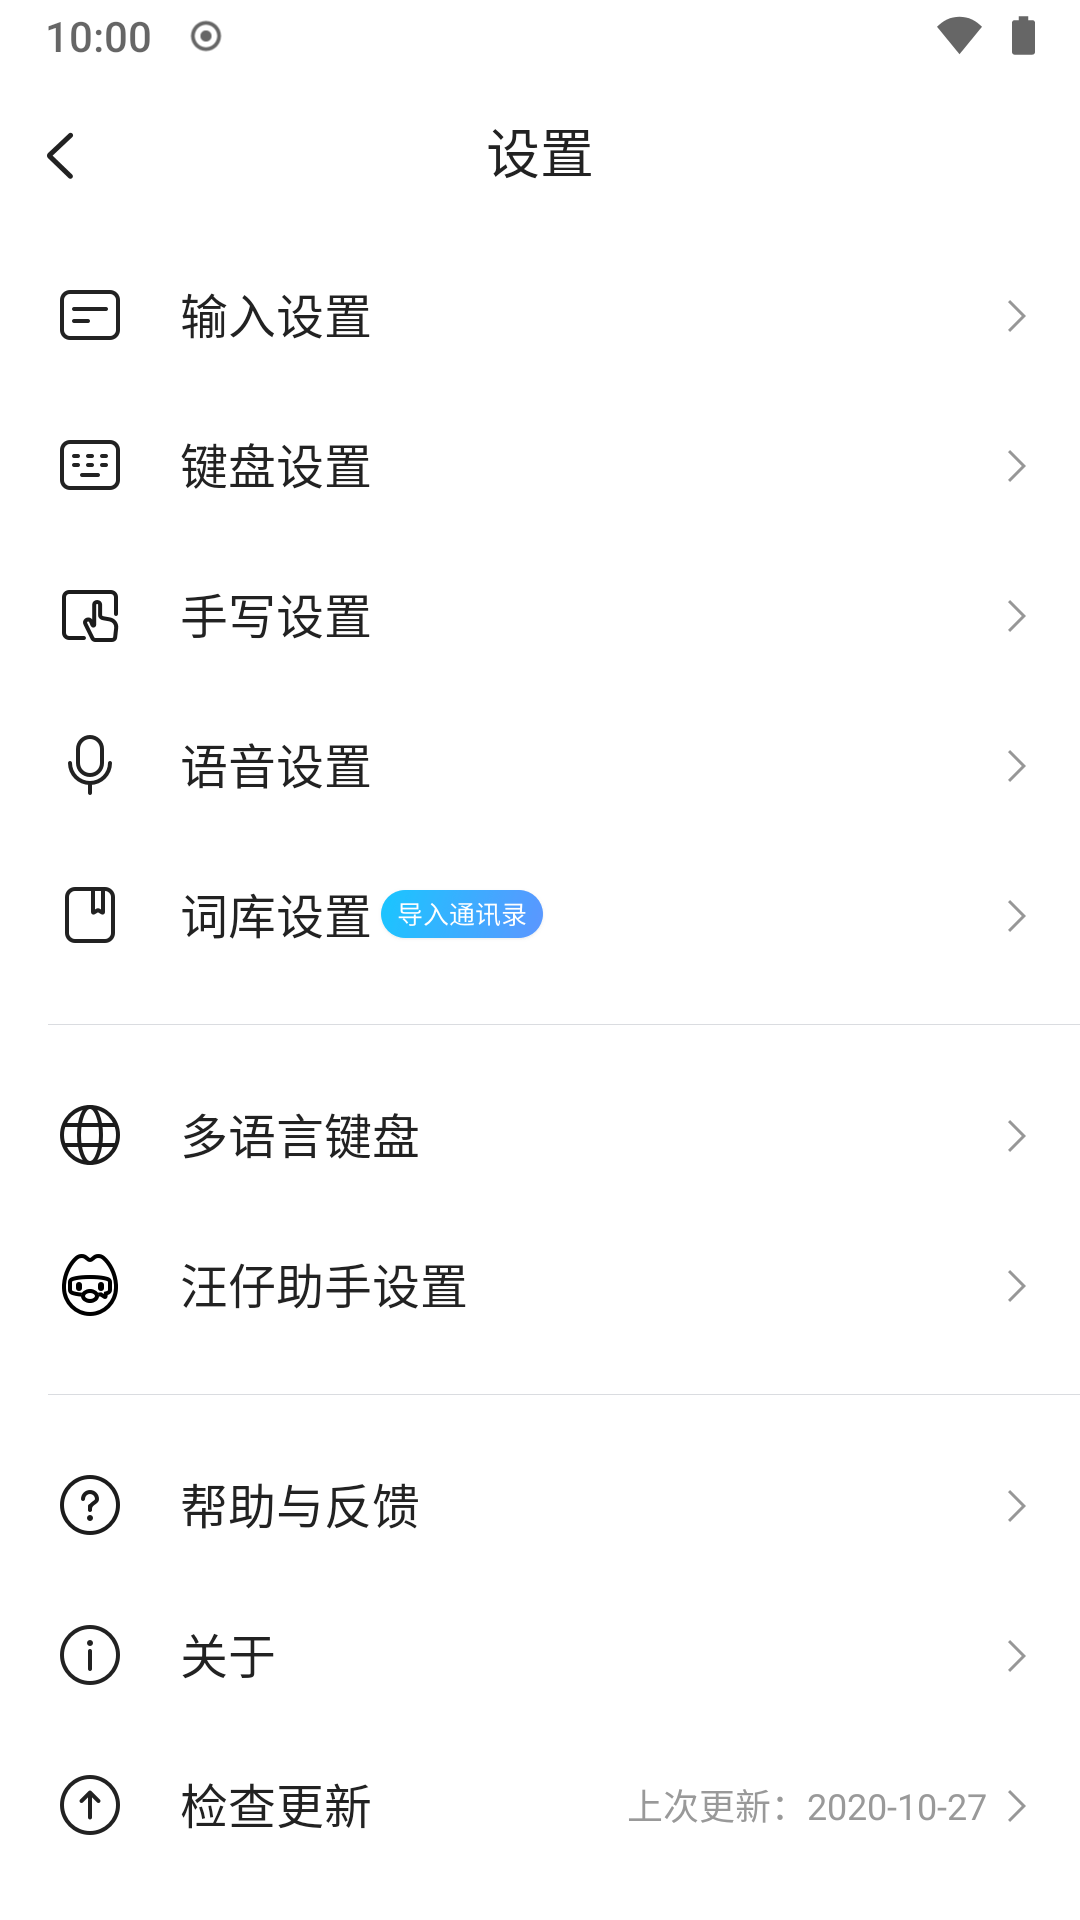 10:00
设置
输入设置
键盘设置
手写设置
语音设置
词库设置 导入通讯录
多语言键盘
汪仔助手设置
帮助与反馈
关于
检查更新 上次更新：2020-10-27